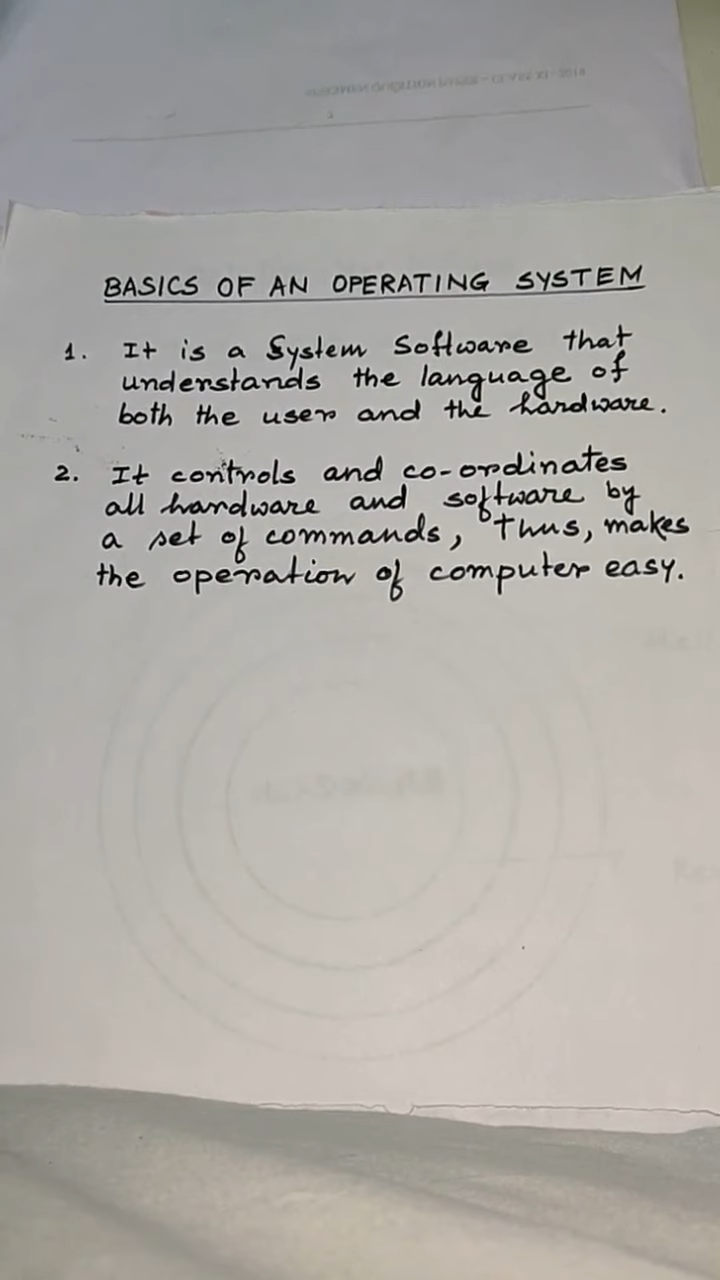 BASICS OF AN OPERATING SYSTEM
1. It is a System Software that
understands the language of
both the user and the hardware.
2. It controls and co-ordinates
all hardware and software by
a set of commands, Thus, makes
the operation of computer easy.